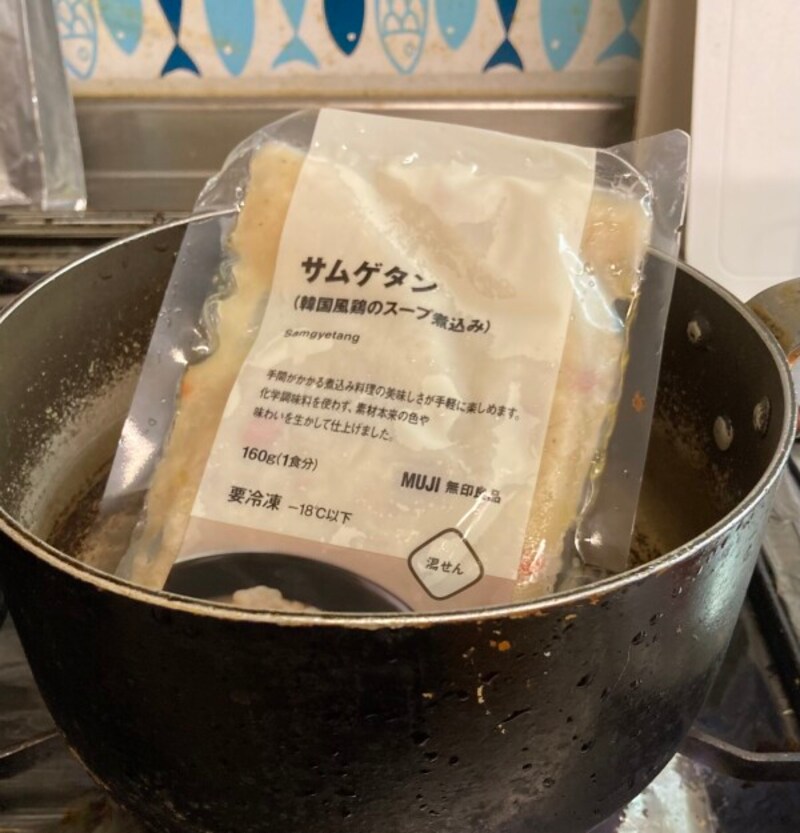 サムゲタン
（韓国風鶏のスープ煮込み）
Samgyetang
手間がかかる煮込み料理の美味しさが手軽に楽しめます。
化学調味料を使わず、素材本来の色や
味わいを生かして仕上げました。
160g（1食分）
MUJI 無印良品
要冷凍 −18℃以下
湯せん